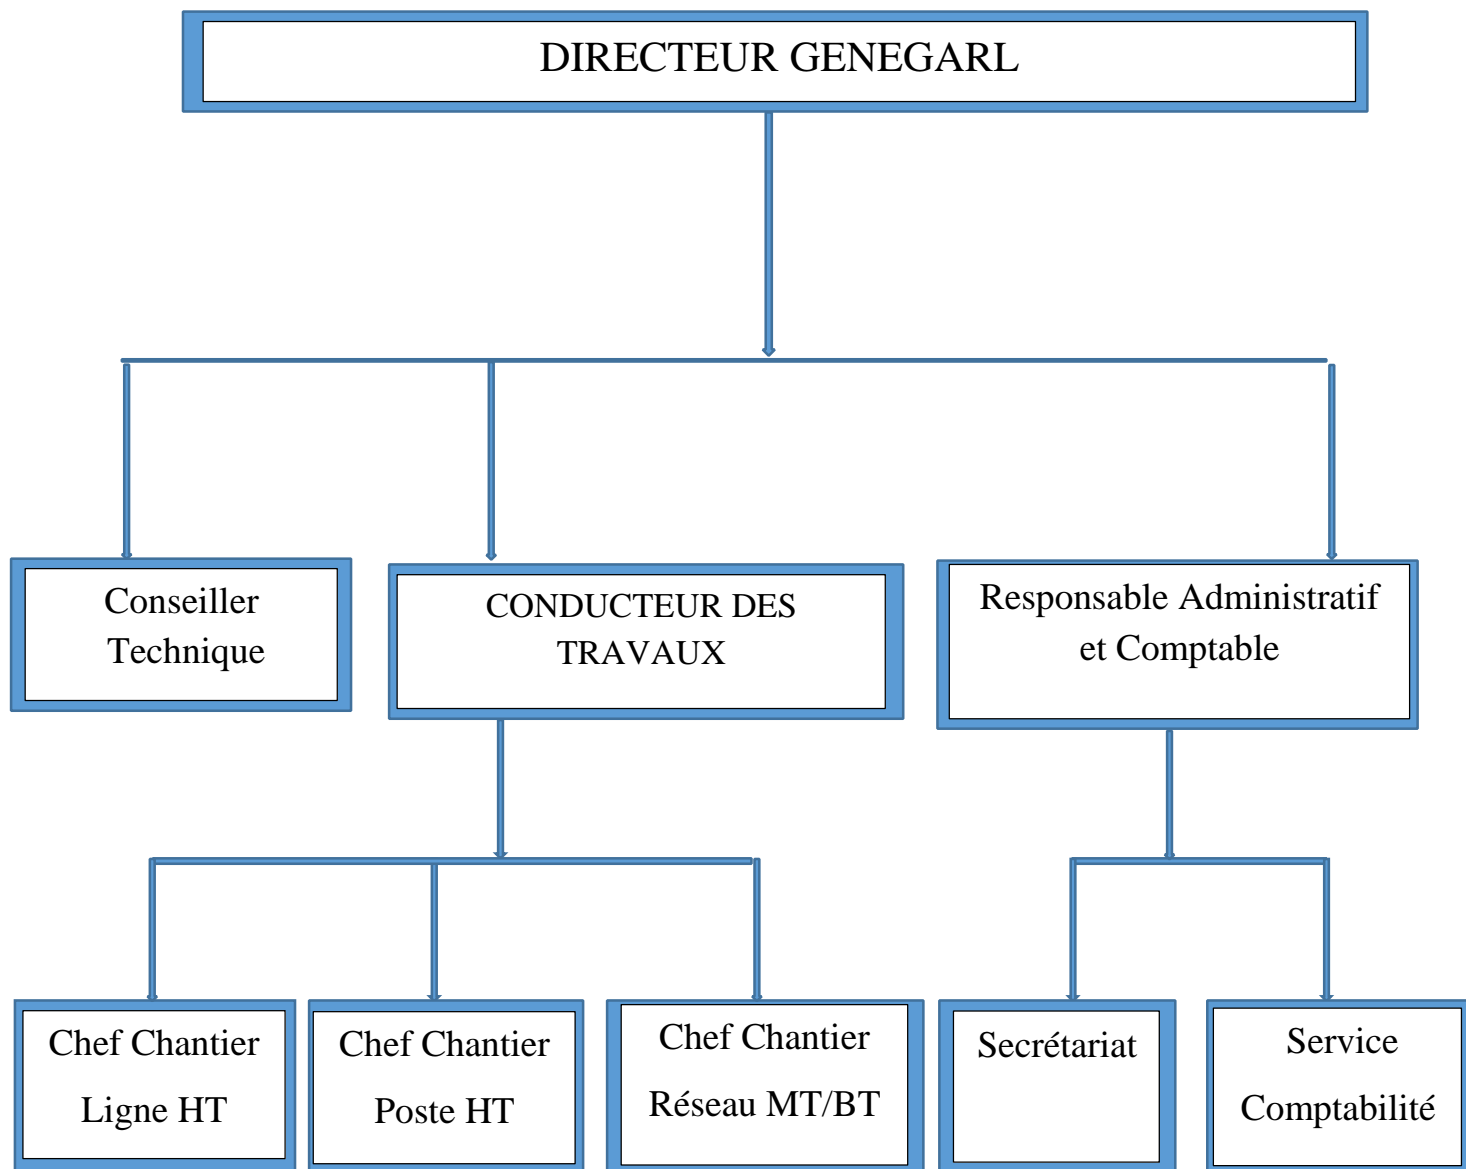 DIRECTEUR GENEGARL
Conseiller
Technique
CONDUCTEUR DES
TRAVAUX
Responsable Administratif
et Comptable
Chef Chantier
Ligne HT
Chef Chantier
Poste HT
Chef Chantier
Réseau MT/BT
Secrétariat
Service
Comptabilité